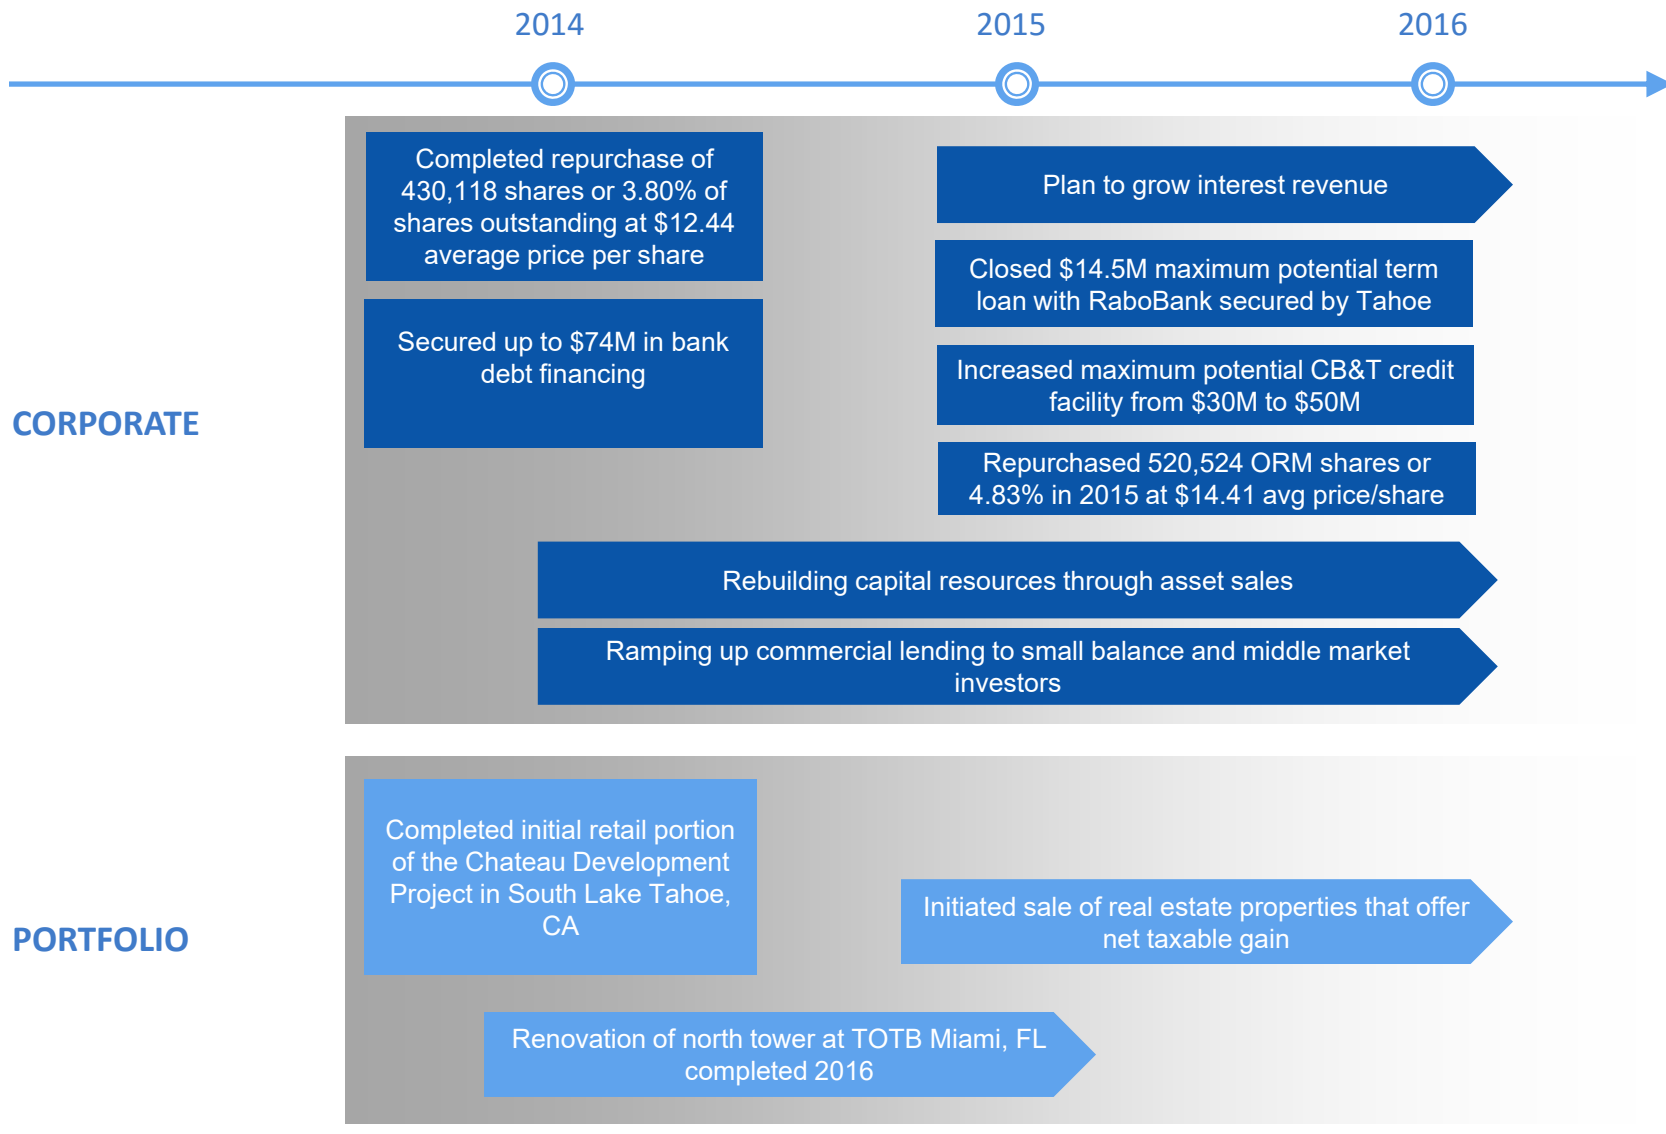 2014
2015
2016
CORPORATE
Completed repurchase of
430,118 shares or 3.80% of
shares outstanding at $12.44
average price per share
Secured up to $74M in bank
debt financing
Plan to grow interest revenue
Closed $14.5M maximum potential term
loan with RaboBank secured by Tahoe
Increased maximum potential CB&T credit
facility from $30M to $50M
Repurchased 520,524 ORM shares or
4.83% in 2015 at $14.41 avg price/share
Rebuilding capital resources through asset sales
Ramping up commercial lending to small balance and middle market
investors
PORTFOLIO
Completed initial retail portion
of the Chateau Development
Project in South Lake Tahoe,
CA
Initiated sale of real estate properties that offer
net taxable gain
Renovation of north tower at TOTB Miami, FL
completed 2016